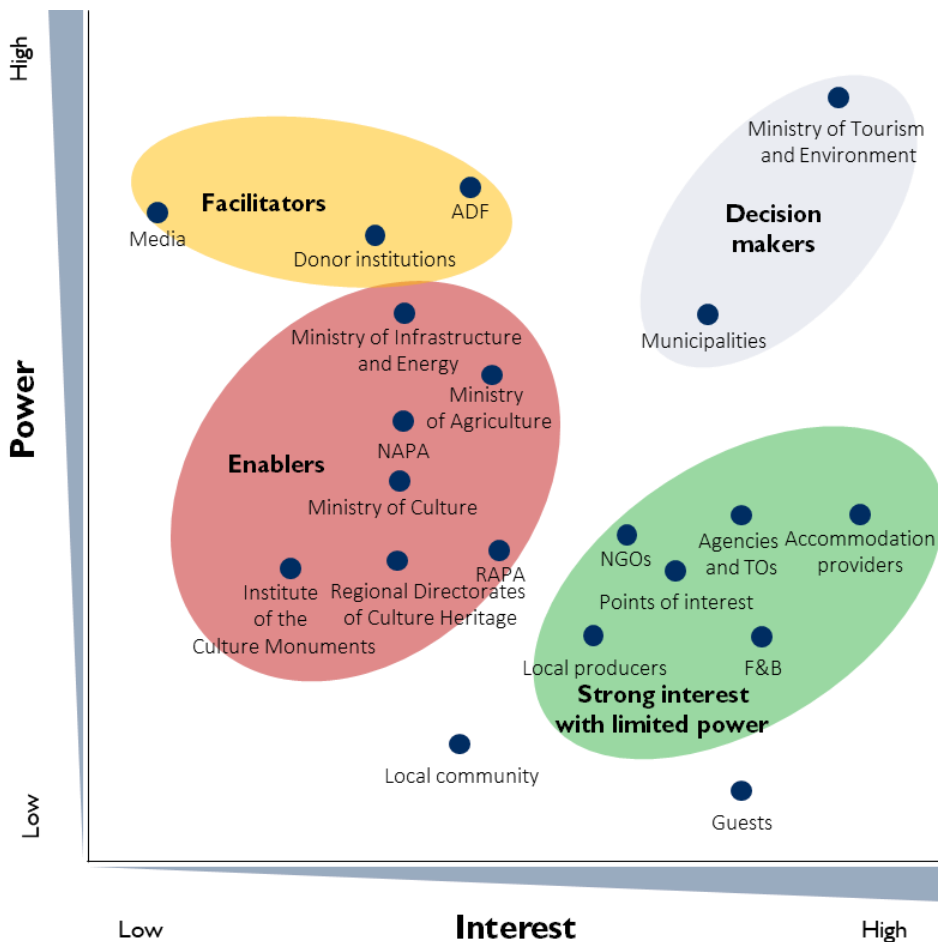 High
Ministry of Tourism
and Environment
Facilitators
ADF
Decision
makers
Media
Donor institutions
Ministry of Infrastructure
and Energy
Municipalities
Power
Ministry
of Agriculture
NAPA
Enablers
Ministry of Culture
NGOs
Agencies
and TOs
Accommodation
providers
RAPA
Institute
of the
Culture Monuments
Regional Directorates
of Culture Heritage
Points of interest
Local producers
F&B
Strong interest
with limited power
Local community
Guests
Low
Low
Interest
High